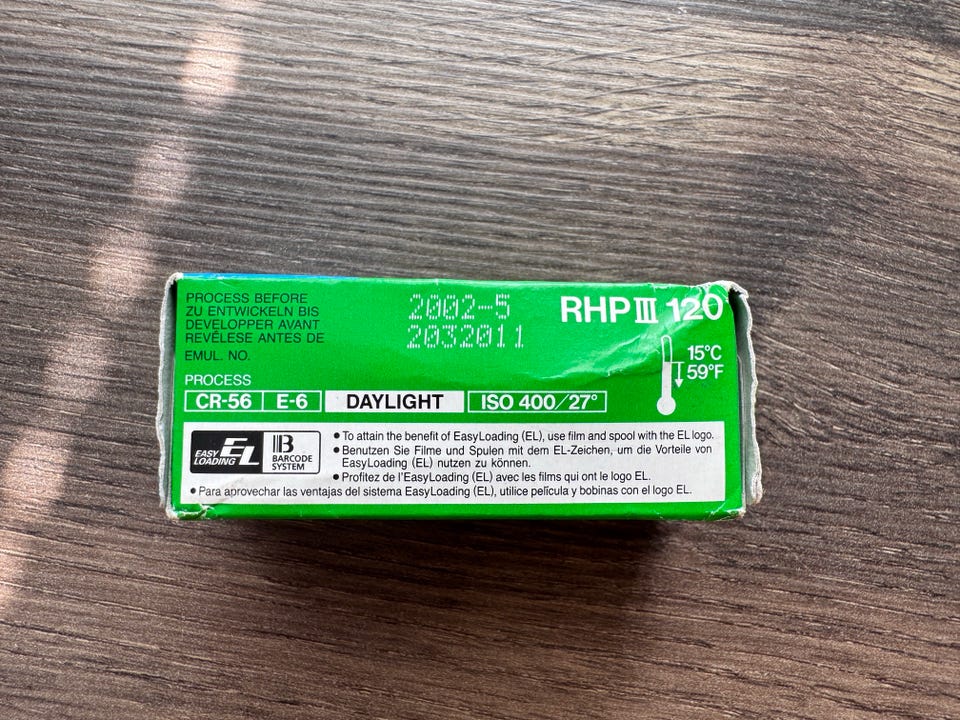 PROCESS BEFORE
ZU ENTWICKELN BIS
DEVELOPPER AVANT
REVÉLESE ANTES DE
EMUL. NO.
2002-5
2032011
RHP III 120
15°C
59°F
PROCESS
CR-56 E-6 DAYLIGHT ISO 400/27°
EASY LOADING EL
B BARCODE SYSTEM
• To attain the benefit of EasyLoading (EL), use film and spool with the EL logo.
• Benutzen Sie Filme und Spulen mit dem EL-Zeichen, um die Vorteile von
EasyLoading (EL) nutzen zu können.
• Profitez de l'EasyLoading (EL) avec les films qui ont le logo EL.
• Para aprovechar las ventajas del sistema EasyLoading (EL), utilice película y bobinas con el logo EL.